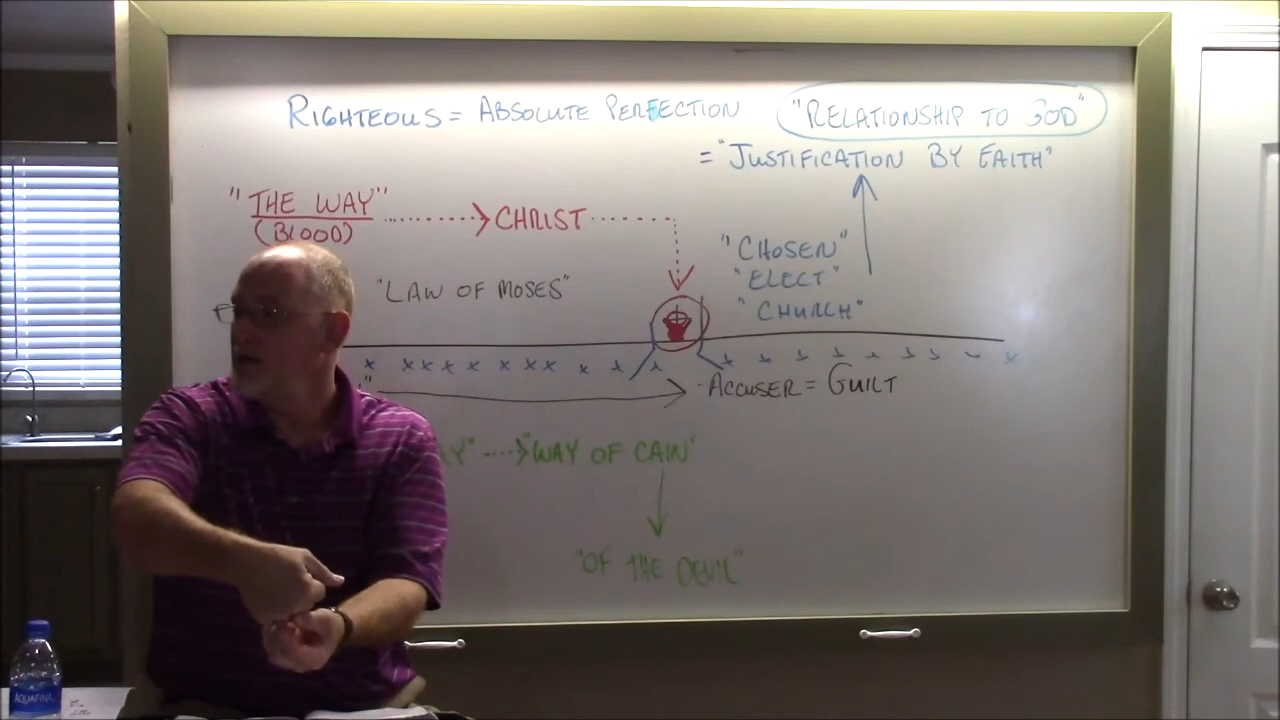 RIGHTEOUS = ABSOLUTE PERFECTION
"RELATIONSHIP TO GOD"
= "JUSTIFICATION BY FAITH"
"THE WAY"
(BLOOD)
CHRIST
"CHOSEN"
"ELECT"
"CHURCH"
"LAW OF MOSES"
ACCUSER = GUILT
"WAY OF CAIN"
"OF THE DEVIL"
AQUAFINA